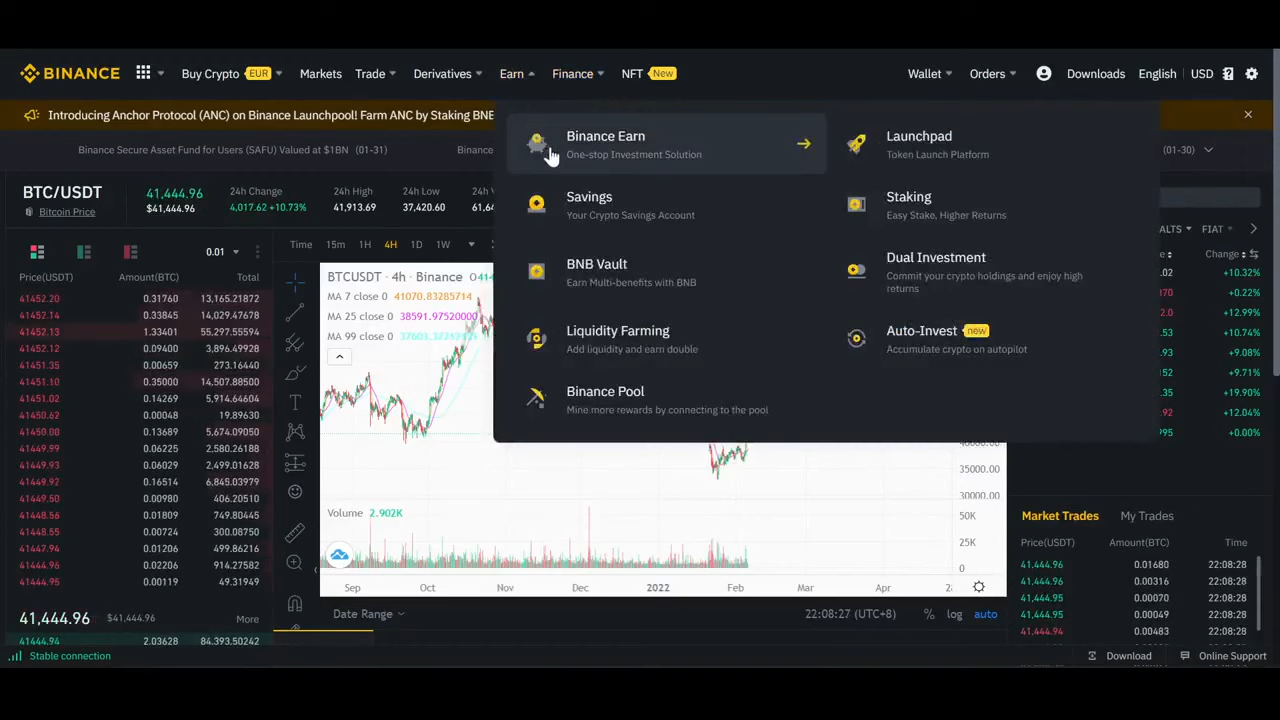 BINANCE
Buy Crypto EUR
Markets
Trade
Derivatives
Earn
Finance
NFT New
Wallet
Orders
Downloads
English
USD
Introducing Anchor Protocol (ANC) on Binance Launchpool! Farm ANC by Staking BNB
Binance Secure Asset Fund for Users (SAFU) Valued at $1BN (01-31)
Binance
(01-30)
Binance Earn
One-stop Investment Solution
Launchpad
Token Launch Platform
Savings
Your Crypto Savings Account
Staking
Easy Stake, Higher Returns
BNB Vault
Earn Multi-benefits with BNB
Dual Investment
Commit your crypto holdings and enjoy high
returns
Liquidity Farming
Add liquidity and earn double
Auto-Invest new
Accumulate crypto on autopilot
Binance Pool
Mine more rewards by connecting to the pool
BTC/USDT
Bitcoin Price
41,444.96
$41,444.96
24h Change
4,017.62 +10.73%
24h High
41,913.69
24h Low
37,420.60
24h V
61,64
0.01
Price(USDT) Amount(BTC) Total
41452.20 0.31760 13,165.21872
41452.14 0.33845 14,029.47678
41452.13 1.33401 55,297.55594
41452.12 0.09400 3,896.49928
41451.35 0.00659 273.16440
41451.10 0.35000 14,507.88500
41451.02 0.14269 5,914.64604
41450.62 0.00048 19.89630
41450.00 0.13689 5,674.09050
41449.99 0.06225 2,580.26188
41449.93 0.06029 2,499.01628
41449.92 0.16514 6,845.03979
41449.50 0.00980 406.20510
41448.56 0.01809 749.80445
41448.55 0.00724 300.08750
41447.94 0.01206 499.86216
41444.96 0.02206 914.27582
41444.95 0.00119 49.31949
41,444.96 $41,444.96 More
41444.94 2.03628 84,393.50242
Time 15m 1H 4H 1D 1W
BTCUSDT · 4h · Binance O414
MA 7 close 0 41070.83285714
MA 25 close 0 38591.97520000
MA 99 close 0
35000.00
30000.00
Volume 2.902K
50K
25K
0
Sep Oct Nov Dec 2022 Feb Mar Apr
Date Range
22:08:27 (UTC+8) % log auto
ALTS FIAT
Change
.02 +10.32%
170 +0.22%
+12.99%
+10.74%
+9.08%
152 +9.71%
.35 +19.90%
.92 +12.04%
995 +0.00%
Market Trades My Trades
Price(USDT) Amount(BTC) Time
41,444.96 0.01680 22:08:28
41,444.96 0.00316 22:08:28
41,444.95 0.00070 22:08:28
41,444.95 0.00049 22:08:28
41,444.94 0.00483 22:08:28
Stable connection
Download
Online Support